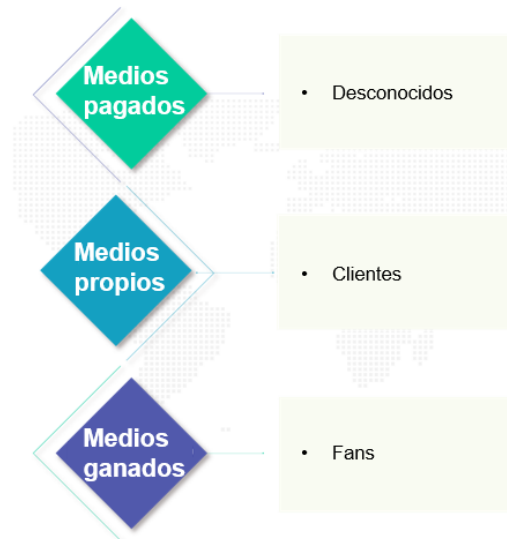 Medios
pagados
• Desconocidos
Medios
propios
• Clientes
Medios
ganados
• Fans